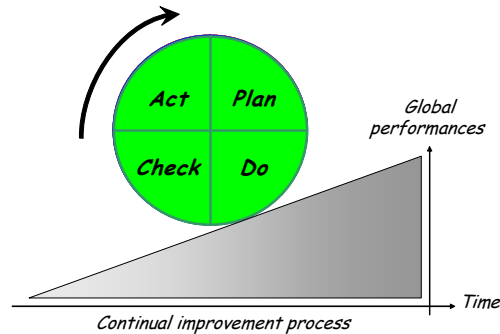 Act Plan
Global
performances
Check Do
Time
Continual improvement process